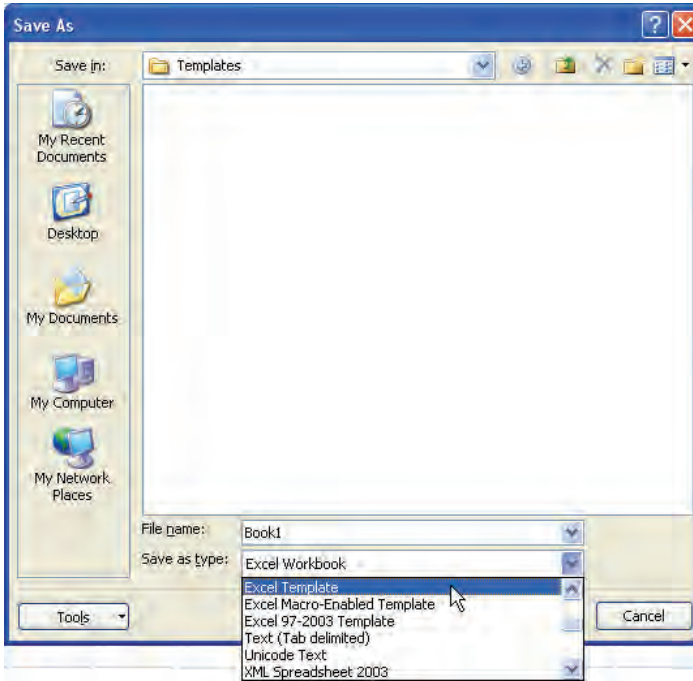 Save As
Save in:
Templates
My Recent
Documents
Desktop
My Documents
My Computer
My Network
Places
File name:
Book1
Save as type:
Excel Workbook
Excel Template
Excel Macro-Enabled Template
Excel 97-2003 Template
Text (Tab delimited)
Unicode Text
XML Spreadsheet 2003
Tools
Cancel